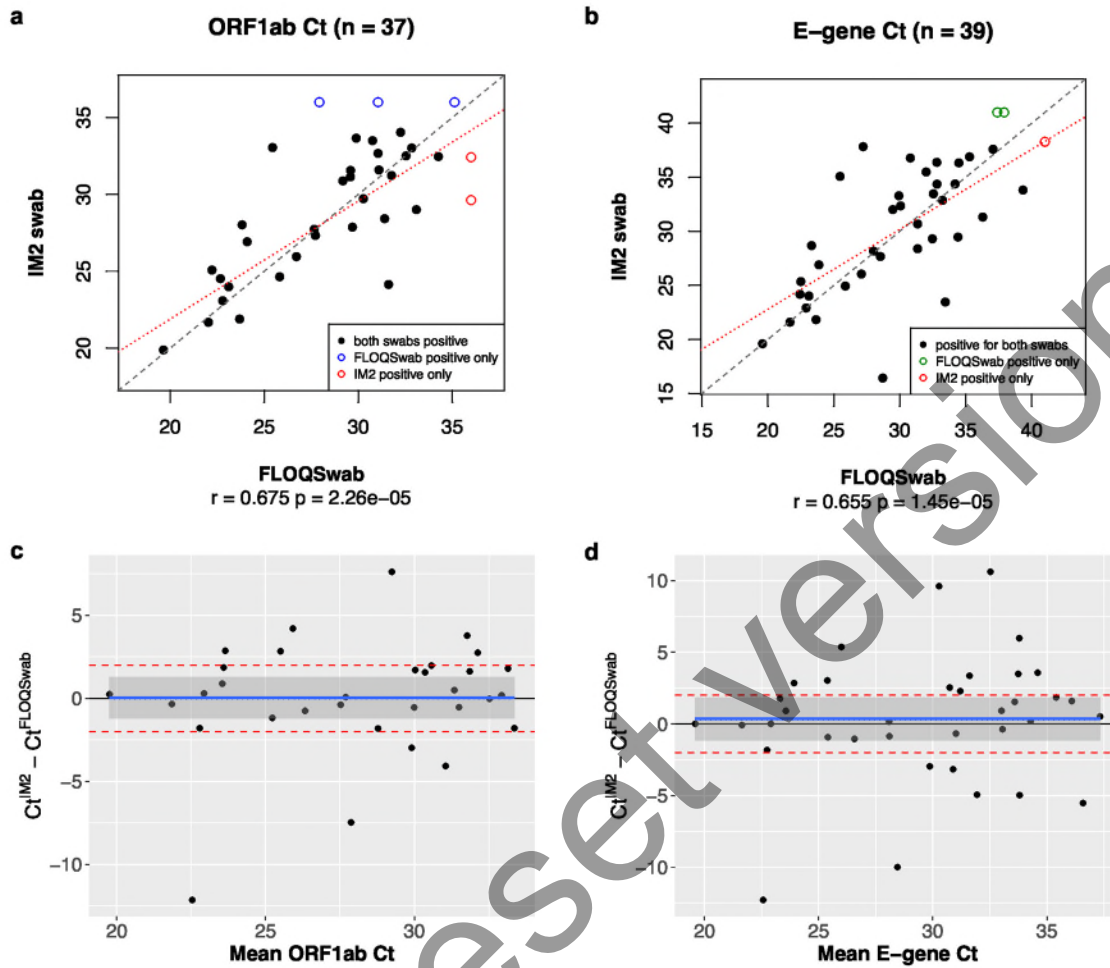 a
ORF1ab Ct (n = 37)
IM2 swab
35
30
25
20
both swabs positive
FLOQSwab positive only
IM2 positive only
20 25 30 35
FLOQSwab
r = 0.675 p = 2.26e−05
b
E−gene Ct (n = 39)
IM2 swab
40
35
30
25
20
15
positive for both swabs
FLOQSwab positive only
IM2 positive only
15 20 25 30 35 40
FLOQSwab
r = 0.655 p = 1.45e−05
c
Ct^IM2 − Ct^FLOQSwab
5
0
−5
−10
20 25 30
Mean ORF1ab Ct
d
Ct^IM2 − Ct^FLOQSwab
10
5
0
−5
−10
20 25 30 35
Mean E−gene Ct
eset version